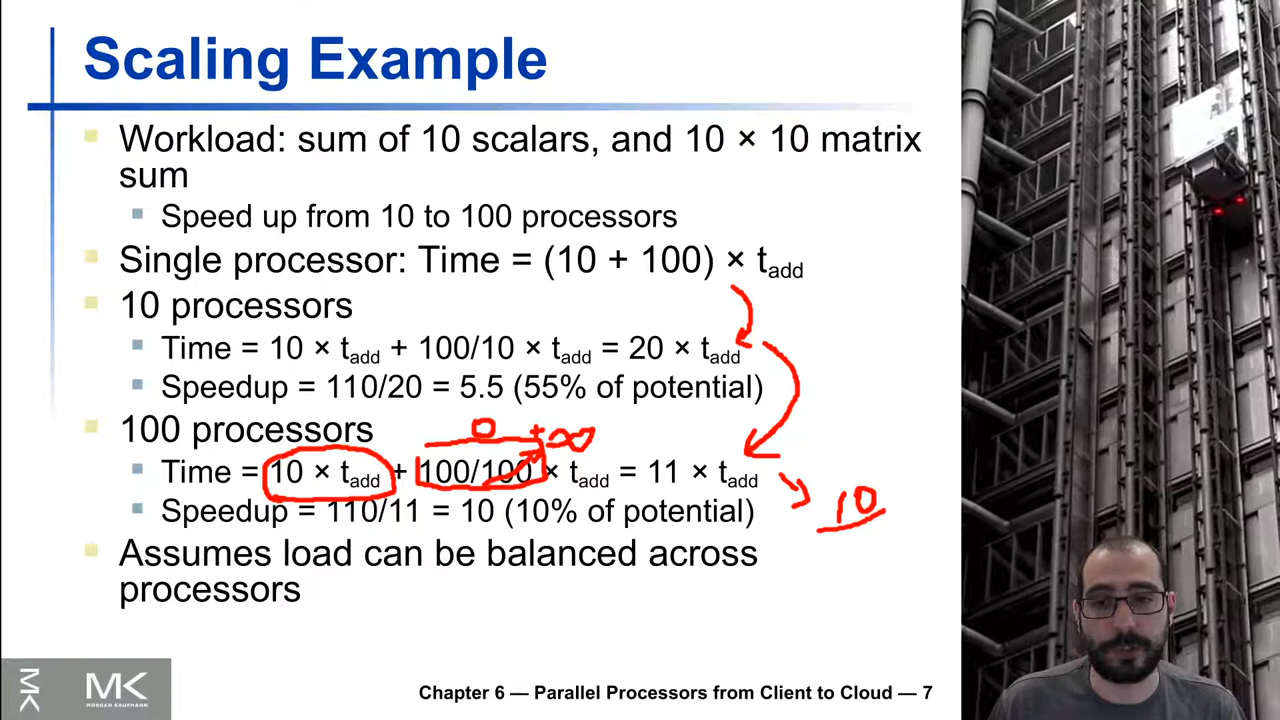 Scaling Example
Workload: sum of 10 scalars, and 10 × 10 matrix
sum
Speed up from 10 to 100 processors
Single processor: Time = (10 + 100) × tadd
10 processors
Time = 10 × tadd + 100/10 × tadd = 20 × tadd
Speedup = 110/20 = 5.5 (55% of potential)
100 processors
0 +∞
Time = 10 × tadd + 100/100 × tadd = 11 × tadd
10
Speedup = 110/11 = 10 (10% of potential)
Assumes load can be balanced across
processors
MK
MK
MORGAN KAUFMANN
Chapter 6 — Parallel Processors from Client to Cloud — 7